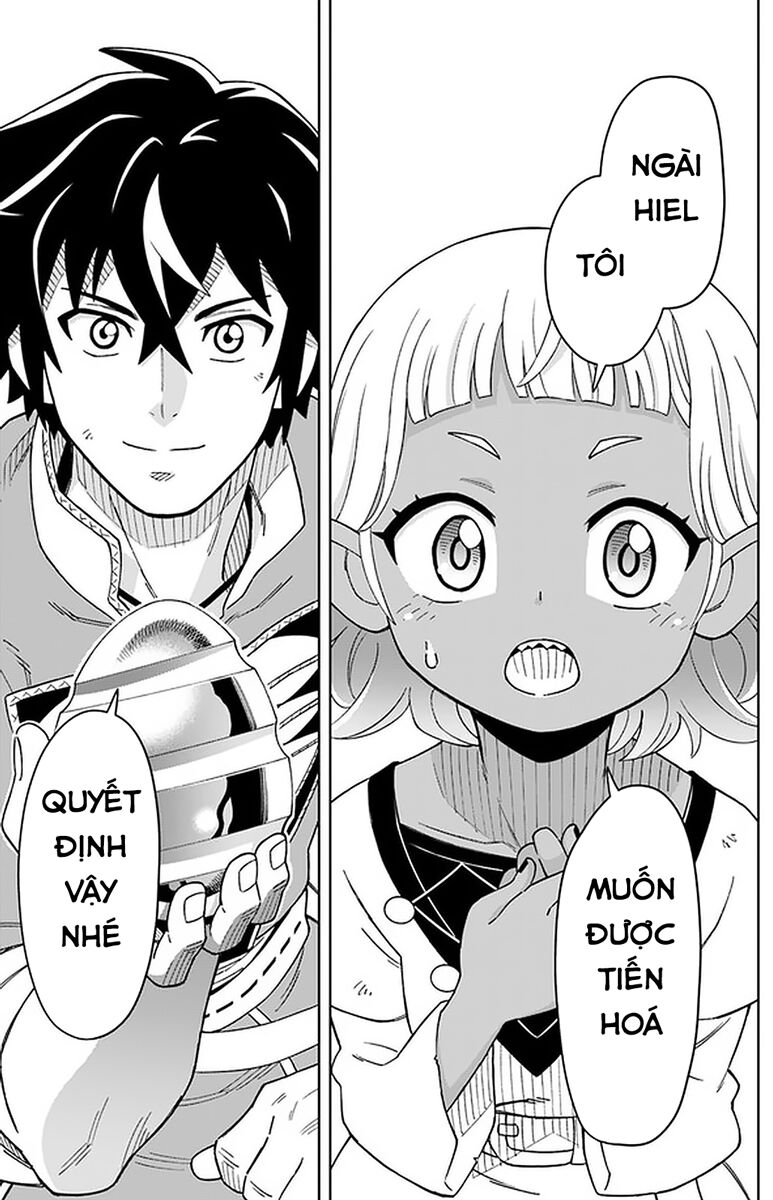 NGÀI
HIEL
TÔI
MUỐN
ĐƯỢC
TIẾN
HOÁ
QUYẾT
ĐỊNH
VẬY
NHÉ